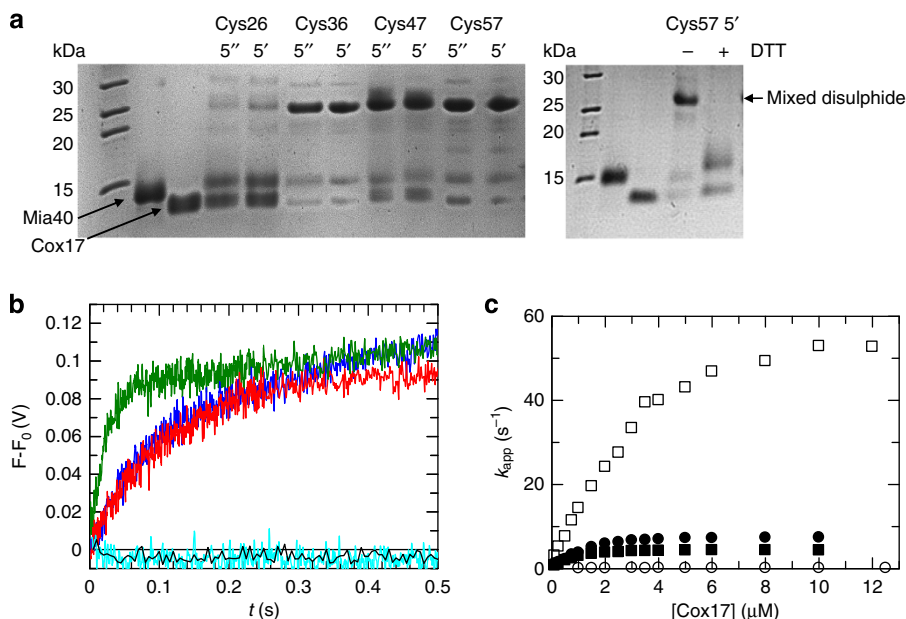 a
Cys26 Cys36 Cys47 Cys57
kDa 5′′ 5′ 5′′ 5′ 5′′ 5′ 5′′ 5′
30
25
20
15
Mia40
Cox17
Cys57 5′
kDa – + DTT
30
25
20
15
Mixed disulphide
b
0.12
0.1
0.08
0.06
0.04
0.02
0
F-F0 (V)
0 0.1 0.2 0.3 0.4 0.5
t (s)
c
60
40
20
0
kapp (s−1)
0 2 4 6 8 10 12
[Cox17] (μM)